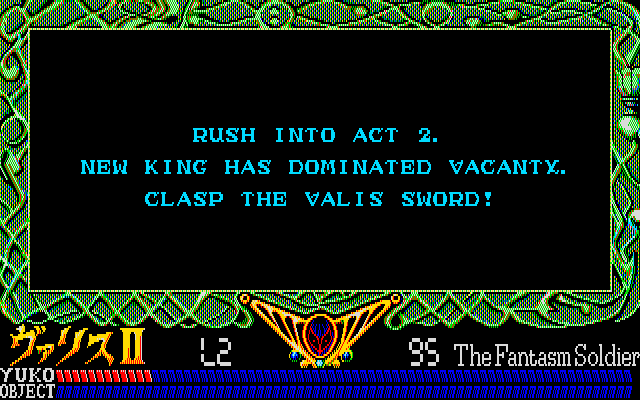 RUSH INTO ACT 2.
NEW KING HAS DOMINATED VACANTY.
CLASP THE VALIS SWORD!
ヴァリスII L2 95 The Fantasm Soldier
YUKO
OBJECT